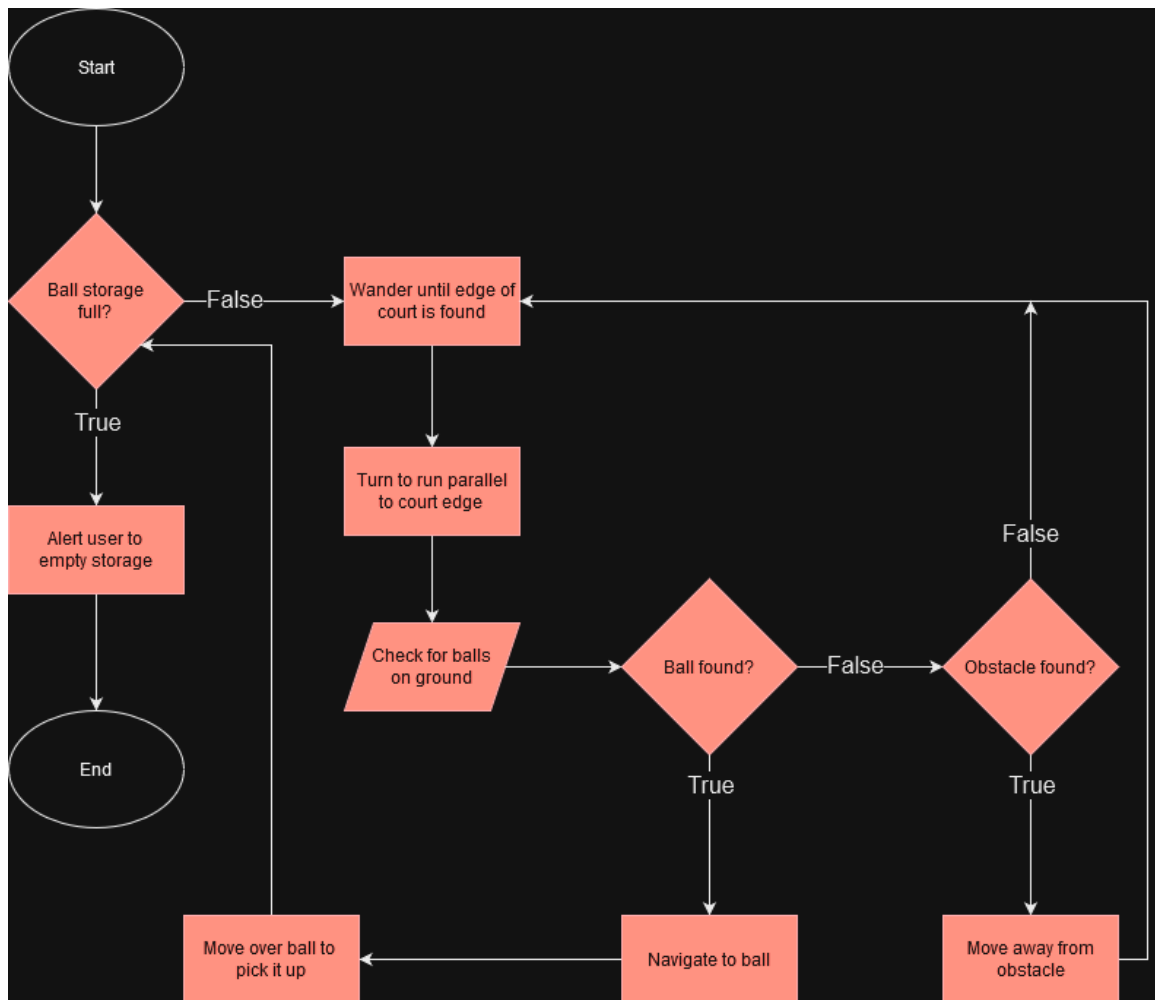 Start
Ball storage
full?
False
Wander until edge of
court is found
True
Turn to run parallel
to court edge
Alert user to
empty storage
False
Check for balls
on ground
Ball found?
False
Obstacle found?
End
True
True
Move over ball to
pick it up
Navigate to ball
Move away from
obstacle